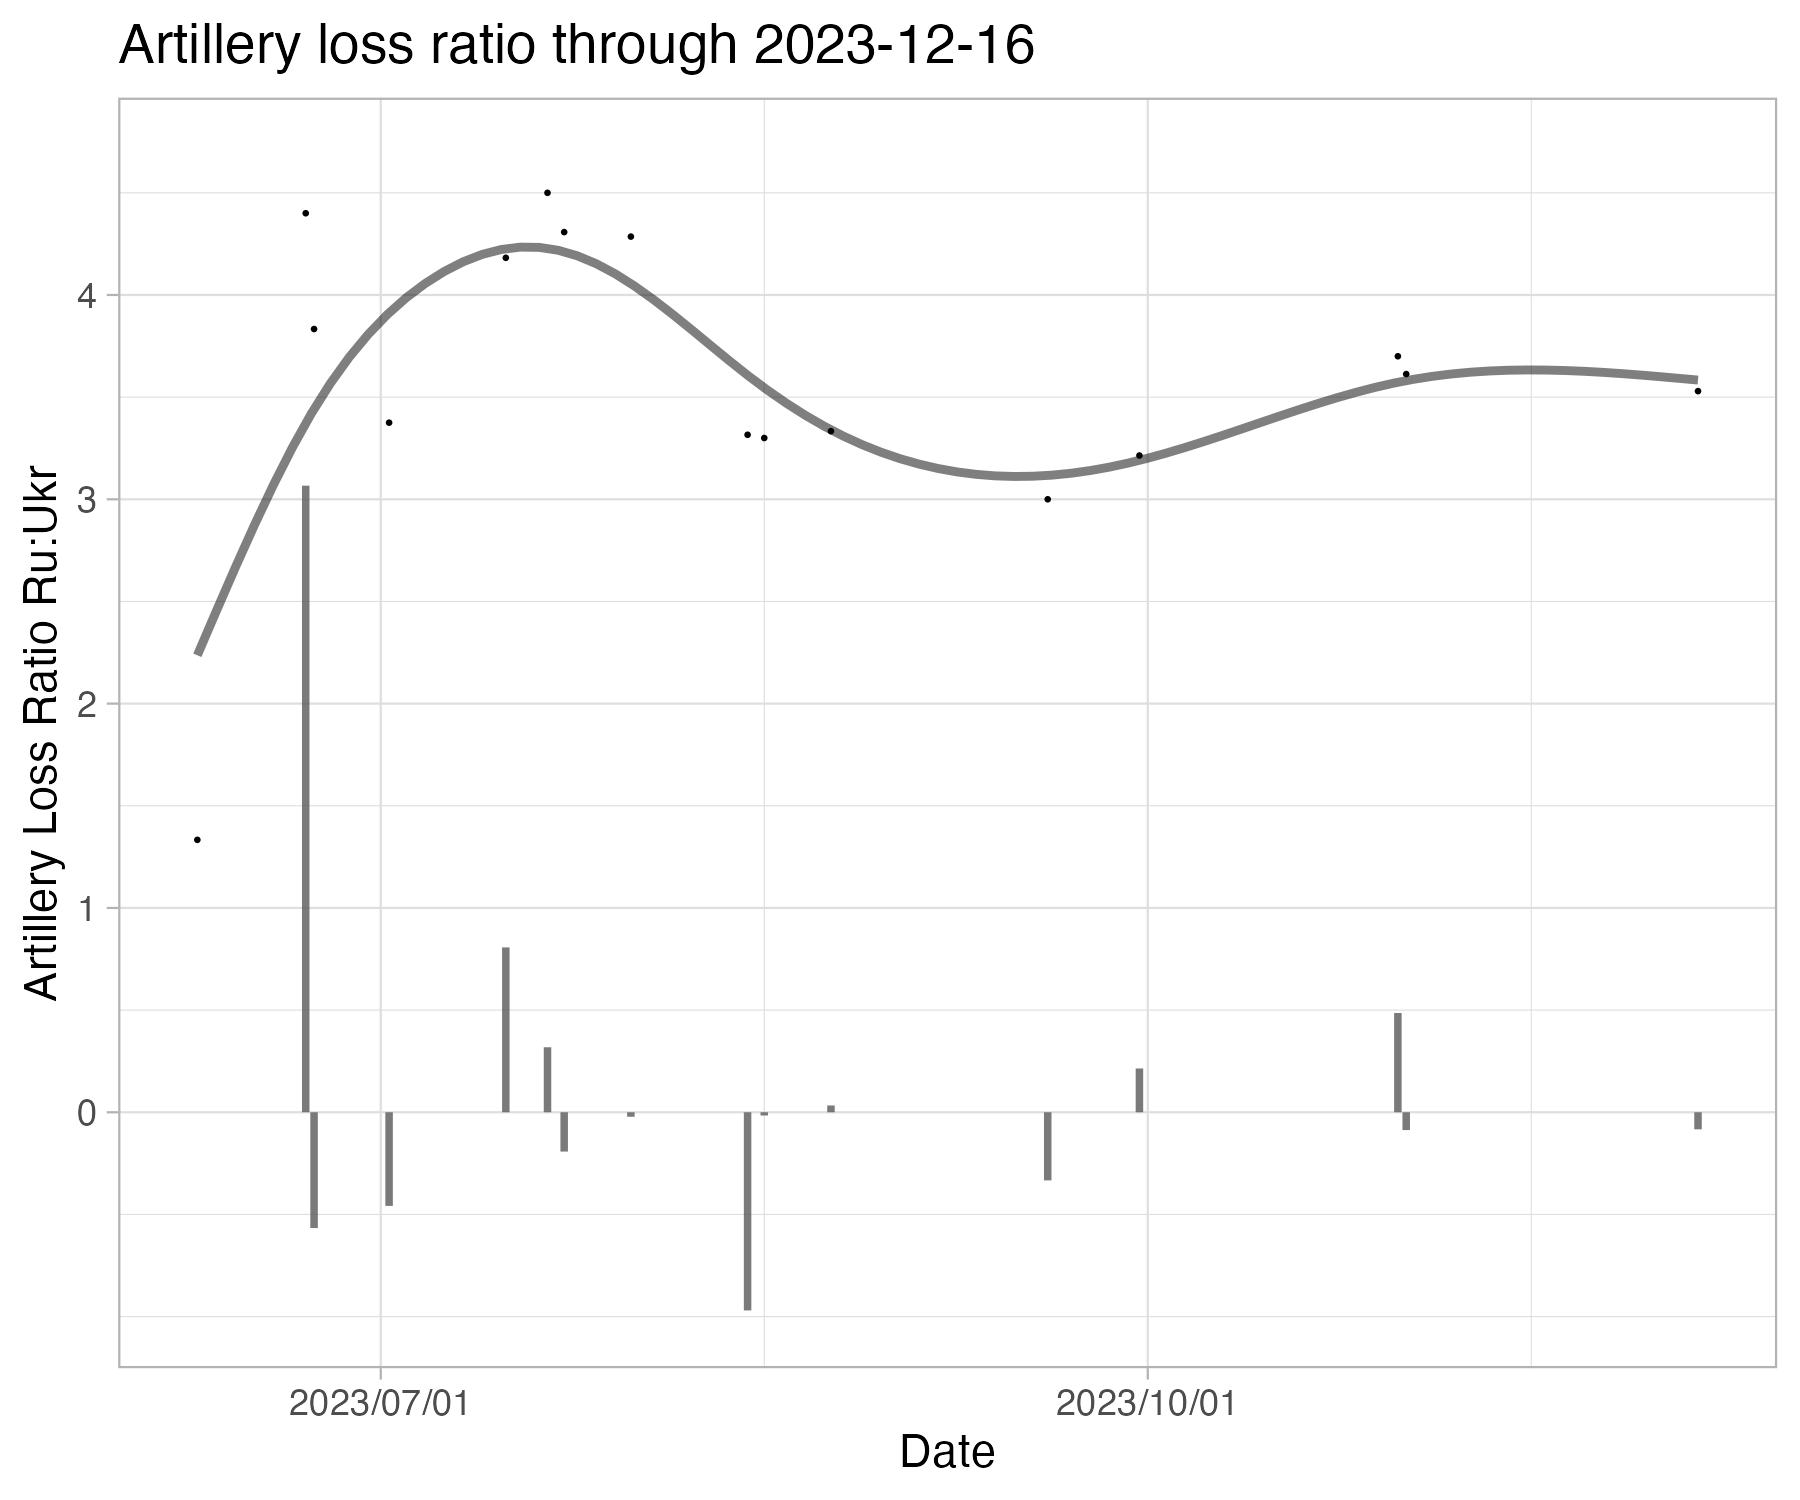 Artillery loss ratio through 2023-12-16
Artillery Loss Ratio Ru:Ukr
4
3
2
1
0
2023/07/01
2023/10/01
Date